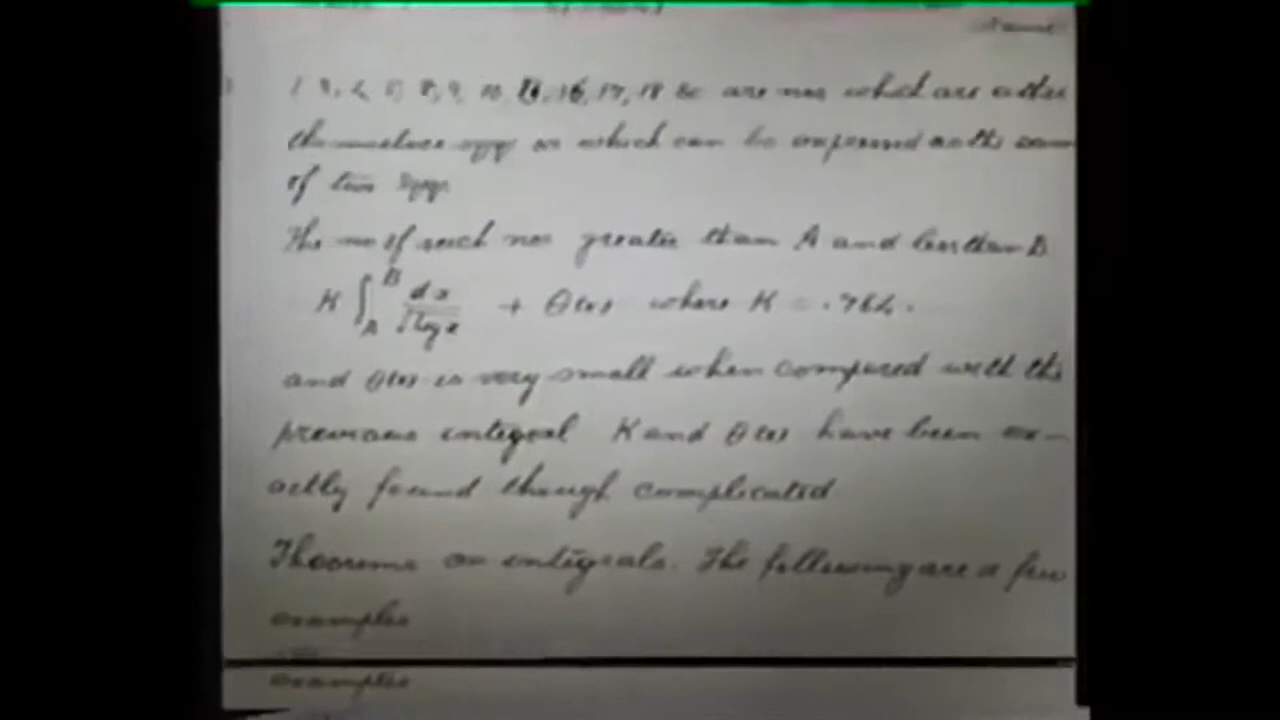 1, 2, 4, 5, 8, 9, 10, 13, 16, 17, 18 &c are nos which are either
themselves sqq or which can be expressed as the sum
of two sqq.
The no of such nos greater than A and less than B
K ∫_A^B dx/√log x + θ(x) where K = .764.
and θ(x) is very small when compared with the
previous integral K and θ(x) have been ex-
actly found though complicated
Theorems on integrals. The following are a few
examples
examples